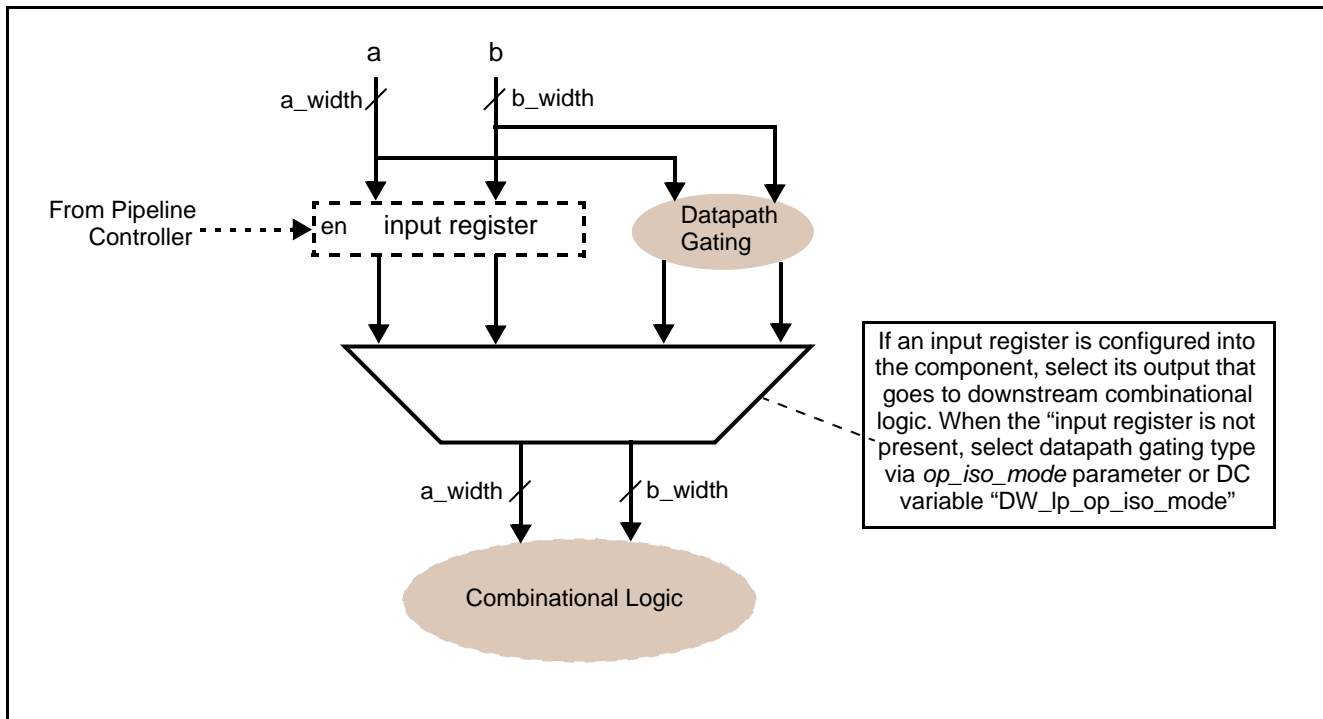 a b
a_width b_width
From Pipeline
Controller
en input register
Datapath
Gating
If an input register is configured into
the component, select its output that
goes to downstream combinational
logic. When the “input register is not
present, select datapath gating type
via op_iso_mode parameter or DC
variable “DW_lp_op_iso_mode”
a_width b_width
Combinational Logic